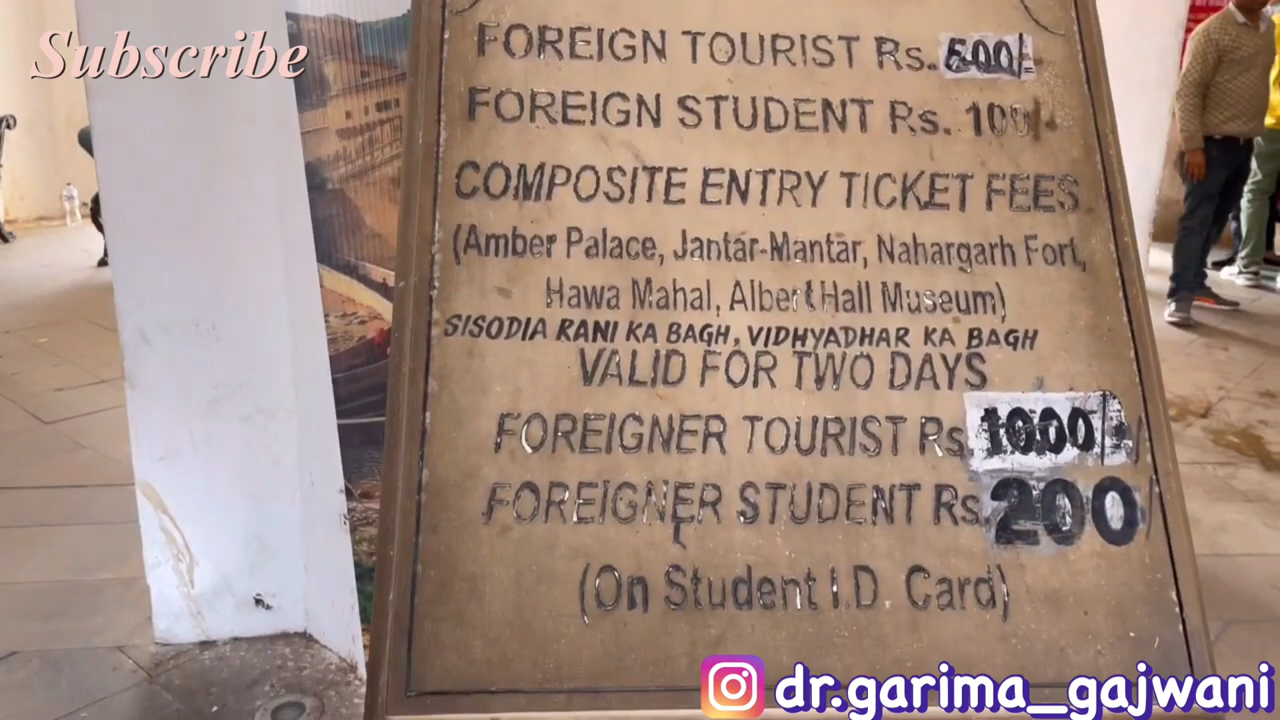 Subscribe
FOREIGN TOURIST Rs. 500/-
FOREIGN STUDENT Rs. 100/-
COMPOSITE ENTRY TICKET FEES
(Amber Palace, Jantar-Mantar, Nahargarh Fort,
Hawa Mahal, Albert Hall Museum)
SISODIA RANI KA BAGH, VIDHYADHAR KA BAGH
VALID FOR TWO DAYS
FOREIGNER TOURIST Rs 1000/-
FOREIGNER STUDENT Rs 200
(On Student I.D. Card)
dr.garima_gajwani